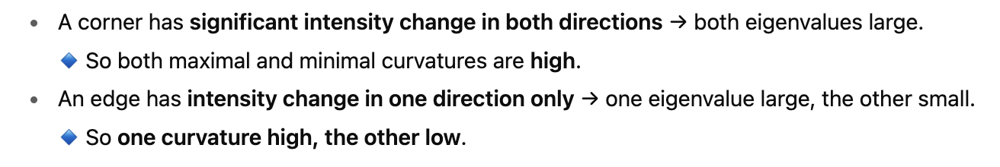 • A corner has significant intensity change in both directions → both eigenvalues large.
🔹 So both maximal and minimal curvatures are high.
• An edge has intensity change in one direction only → one eigenvalue large, the other small.
🔹 So one curvature high, the other low.